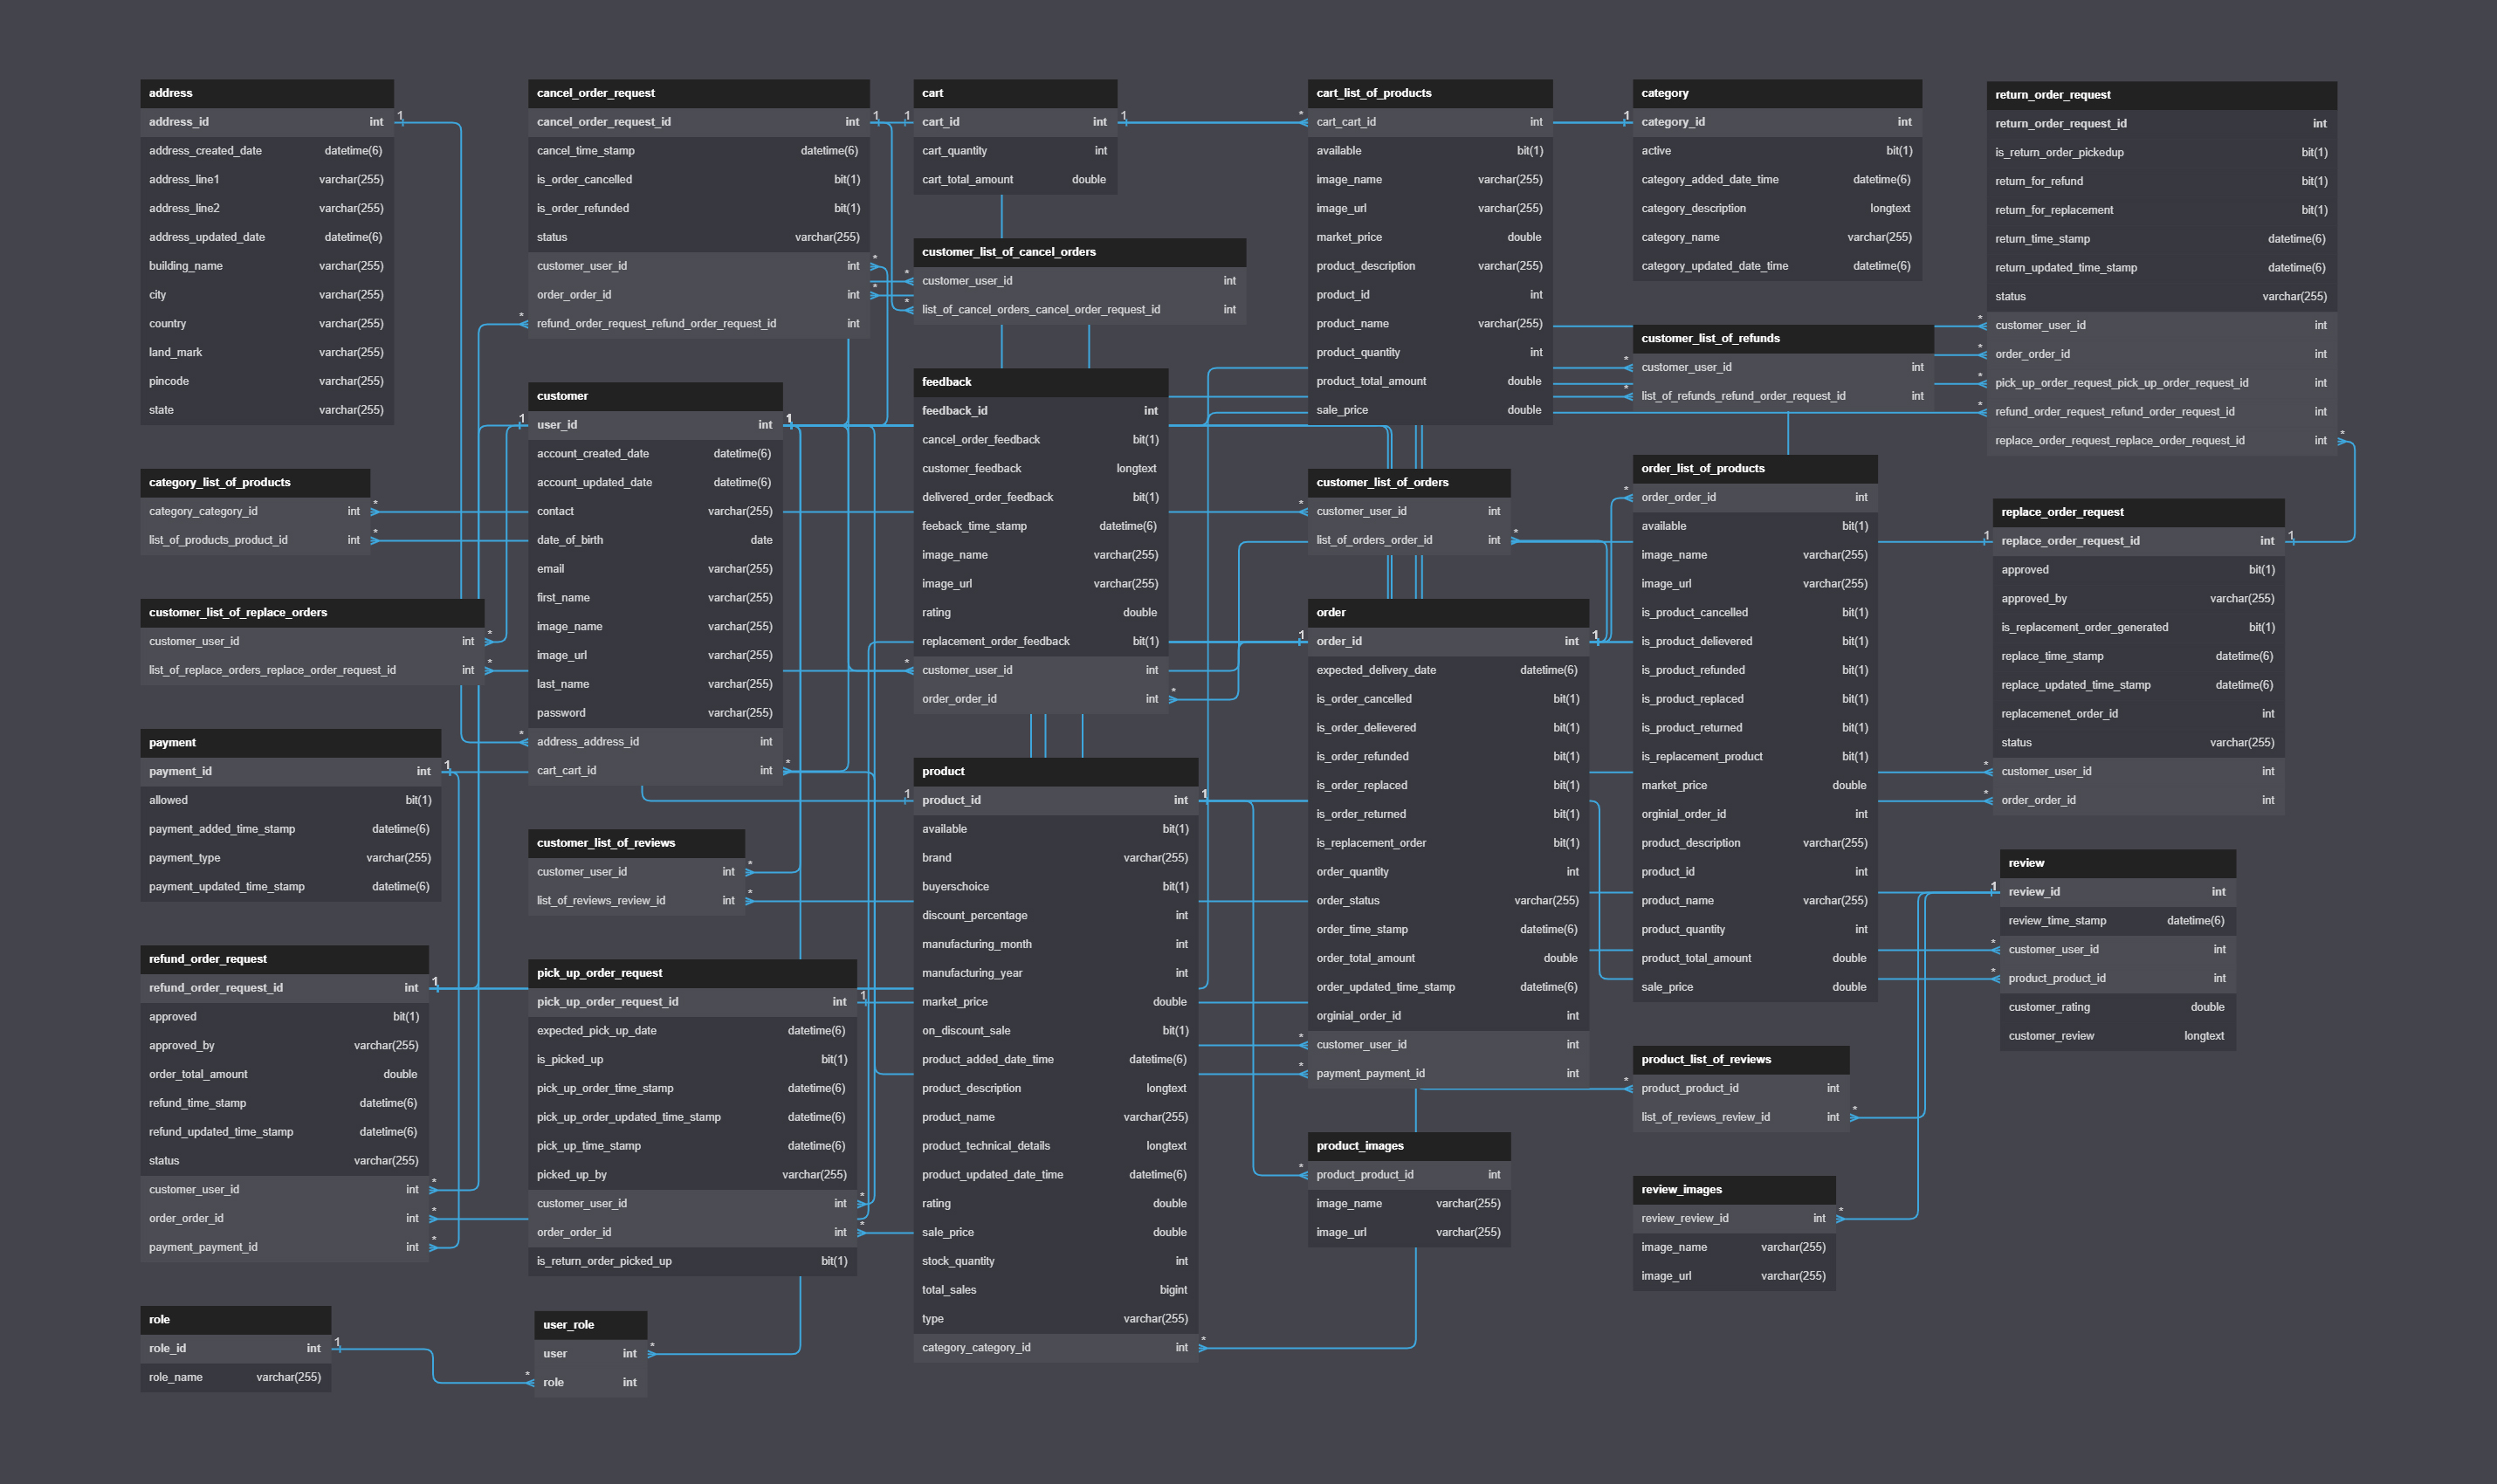 address
address_id int
address_created_date datetime(6)
address_line1 varchar(255)
address_line2 varchar(255)
address_updated_date datetime(6)
building_name varchar(255)
city varchar(255)
country varchar(255)
land_mark varchar(255)
pincode varchar(255)
state varchar(255)
category_list_of_products
category_category_id int
list_of_products_product_id int
customer_list_of_replace_orders
customer_user_id int
list_of_replace_orders_replace_order_request_id int
payment
payment_id int
allowed bit(1)
payment_added_time_stamp datetime(6)
payment_type varchar(255)
payment_updated_time_stamp datetime(6)
refund_order_request
refund_order_request_id int
approved bit(1)
approved_by varchar(255)
order_total_amount double
refund_time_stamp datetime(6)
refund_updated_time_stamp datetime(6)
status varchar(255)
customer_user_id int
order_order_id int
payment_payment_id int
role
role_id int
role_name varchar(255)
cancel_order_request
cancel_order_request_id int
cancel_time_stamp datetime(6)
is_order_cancelled bit(1)
is_order_refunded bit(1)
status varchar(255)
customer_user_id int
order_order_id int
refund_order_request_refund_order_request_id int
customer
user_id int
account_created_date datetime(6)
account_updated_date datetime(6)
contact varchar(255)
date_of_birth date
email varchar(255)
first_name varchar(255)
image_name varchar(255)
image_url varchar(255)
last_name varchar(255)
password varchar(255)
address_address_id int
cart_cart_id int
customer_list_of_reviews
customer_user_id int
list_of_reviews_review_id int
pick_up_order_request
pick_up_order_request_id int
expected_pick_up_date datetime(6)
is_picked_up bit(1)
pick_up_order_time_stamp datetime(6)
pick_up_order_updated_time_stamp datetime(6)
pick_up_time_stamp datetime(6)
picked_up_by varchar(255)
customer_user_id int
order_order_id int
is_return_order_picked_up bit(1)
user_role
user int
role int
cart
cart_id int
cart_quantity int
cart_total_amount double
customer_list_of_cancel_orders
customer_user_id int
list_of_cancel_orders_cancel_order_request_id int
feedback
feedback_id int
cancel_order_feedback bit(1)
customer_feedback longtext
delivered_order_feedback bit(1)
feeback_time_stamp datetime(6)
image_name varchar(255)
image_url varchar(255)
rating double
replacement_order_feedback bit(1)
customer_user_id int
order_order_id int
product
product_id int
available bit(1)
brand varchar(255)
buyerschoice bit(1)
discount_percentage int
manufacturing_month int
manufacturing_year int
market_price double
on_discount_sale bit(1)
product_added_date_time datetime(6)
product_description longtext
product_name varchar(255)
product_technical_details longtext
product_updated_date_time datetime(6)
rating double
sale_price double
stock_quantity int
total_sales bigint
type varchar(255)
category_category_id int
cart_list_of_products
cart_cart_id int
available bit(1)
image_name varchar(255)
image_url varchar(255)
market_price double
product_description varchar(255)
product_id int
product_name varchar(255)
product_quantity int
product_total_amount double
sale_price double
customer_list_of_orders
customer_user_id int
list_of_orders_order_id int
order
order_id int
expected_delivery_date datetime(6)
is_order_cancelled bit(1)
is_order_delievered bit(1)
is_order_refunded bit(1)
is_order_replaced bit(1)
is_order_returned bit(1)
is_replacement_order bit(1)
order_quantity int
order_status varchar(255)
order_time_stamp datetime(6)
order_total_amount double
order_updated_time_stamp datetime(6)
orginial_order_id int
customer_user_id int
payment_payment_id int
product_images
product_product_id int
image_name varchar(255)
image_url varchar(255)
category
category_id int
active bit(1)
category_added_date_time datetime(6)
category_description longtext
category_name varchar(255)
category_updated_date_time datetime(6)
customer_list_of_refunds
customer_user_id int
list_of_refunds_refund_order_request_id int
order_list_of_products
order_order_id int
available bit(1)
image_name varchar(255)
image_url varchar(255)
is_product_cancelled bit(1)
is_product_delievered bit(1)
is_product_refunded bit(1)
is_product_replaced bit(1)
is_product_returned bit(1)
is_replacement_product bit(1)
market_price double
orginial_order_id int
product_description varchar(255)
product_id int
product_name varchar(255)
product_quantity int
product_total_amount double
sale_price double
product_list_of_reviews
product_product_id int
list_of_reviews_review_id int
review_images
review_review_id int
image_name varchar(255)
image_url varchar(255)
return_order_request
return_order_request_id int
is_return_order_pickedup bit(1)
return_for_refund bit(1)
return_for_replacement bit(1)
return_time_stamp datetime(6)
return_updated_time_stamp datetime(6)
status varchar(255)
customer_user_id int
order_order_id int
pick_up_order_request_pick_up_order_request_id int
refund_order_request_refund_order_request_id int
replace_order_request_replace_order_request_id int
replace_order_request
replace_order_request_id int
approved bit(1)
approved_by varchar(255)
is_replacement_order_generated bit(1)
replace_time_stamp datetime(6)
replace_updated_time_stamp datetime(6)
replacemenet_order_id int
status varchar(255)
customer_user_id int
order_order_id int
review
review_id int
review_time_stamp datetime(6)
customer_user_id int
product_product_id int
customer_rating double
customer_review longtext